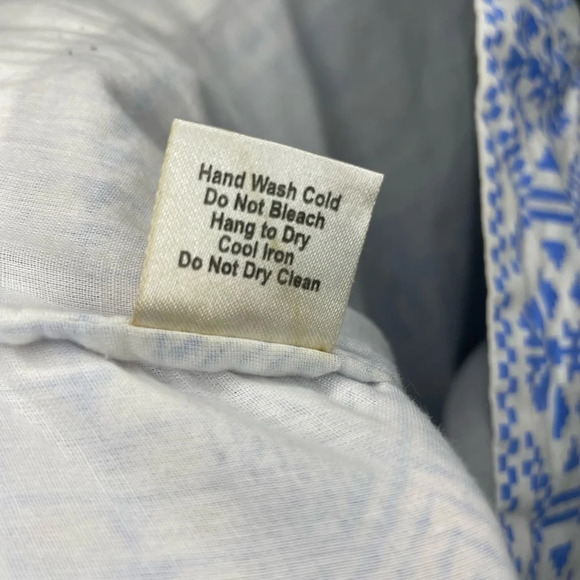 Hand Wash Cold
Do Not Bleach
Hang to Dry
Cool Iron
Do Not Dry Clean